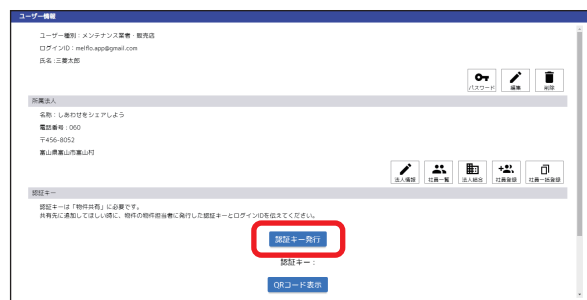 ユーザー情報
ユーザー種別：メンテナンス業者・販売店
ログインID：melflo.app@gmail.com
氏名：三菱太郎
パスワード 編集 削除
所属法人
名称：しあわせをシェアしよう
電話番号：060
〒456-8052
富山県富山市富山村
法人情報 社員一覧 法人統合 社員登録 社員一括登録
認証キー
認証キーは「物件共有」に必要です。
共有先に追加してほしい時に、物件の物件担当者に発行した認証キーとログインIDを伝えてください。
認証キー発行
認証キー：
QRコード表示